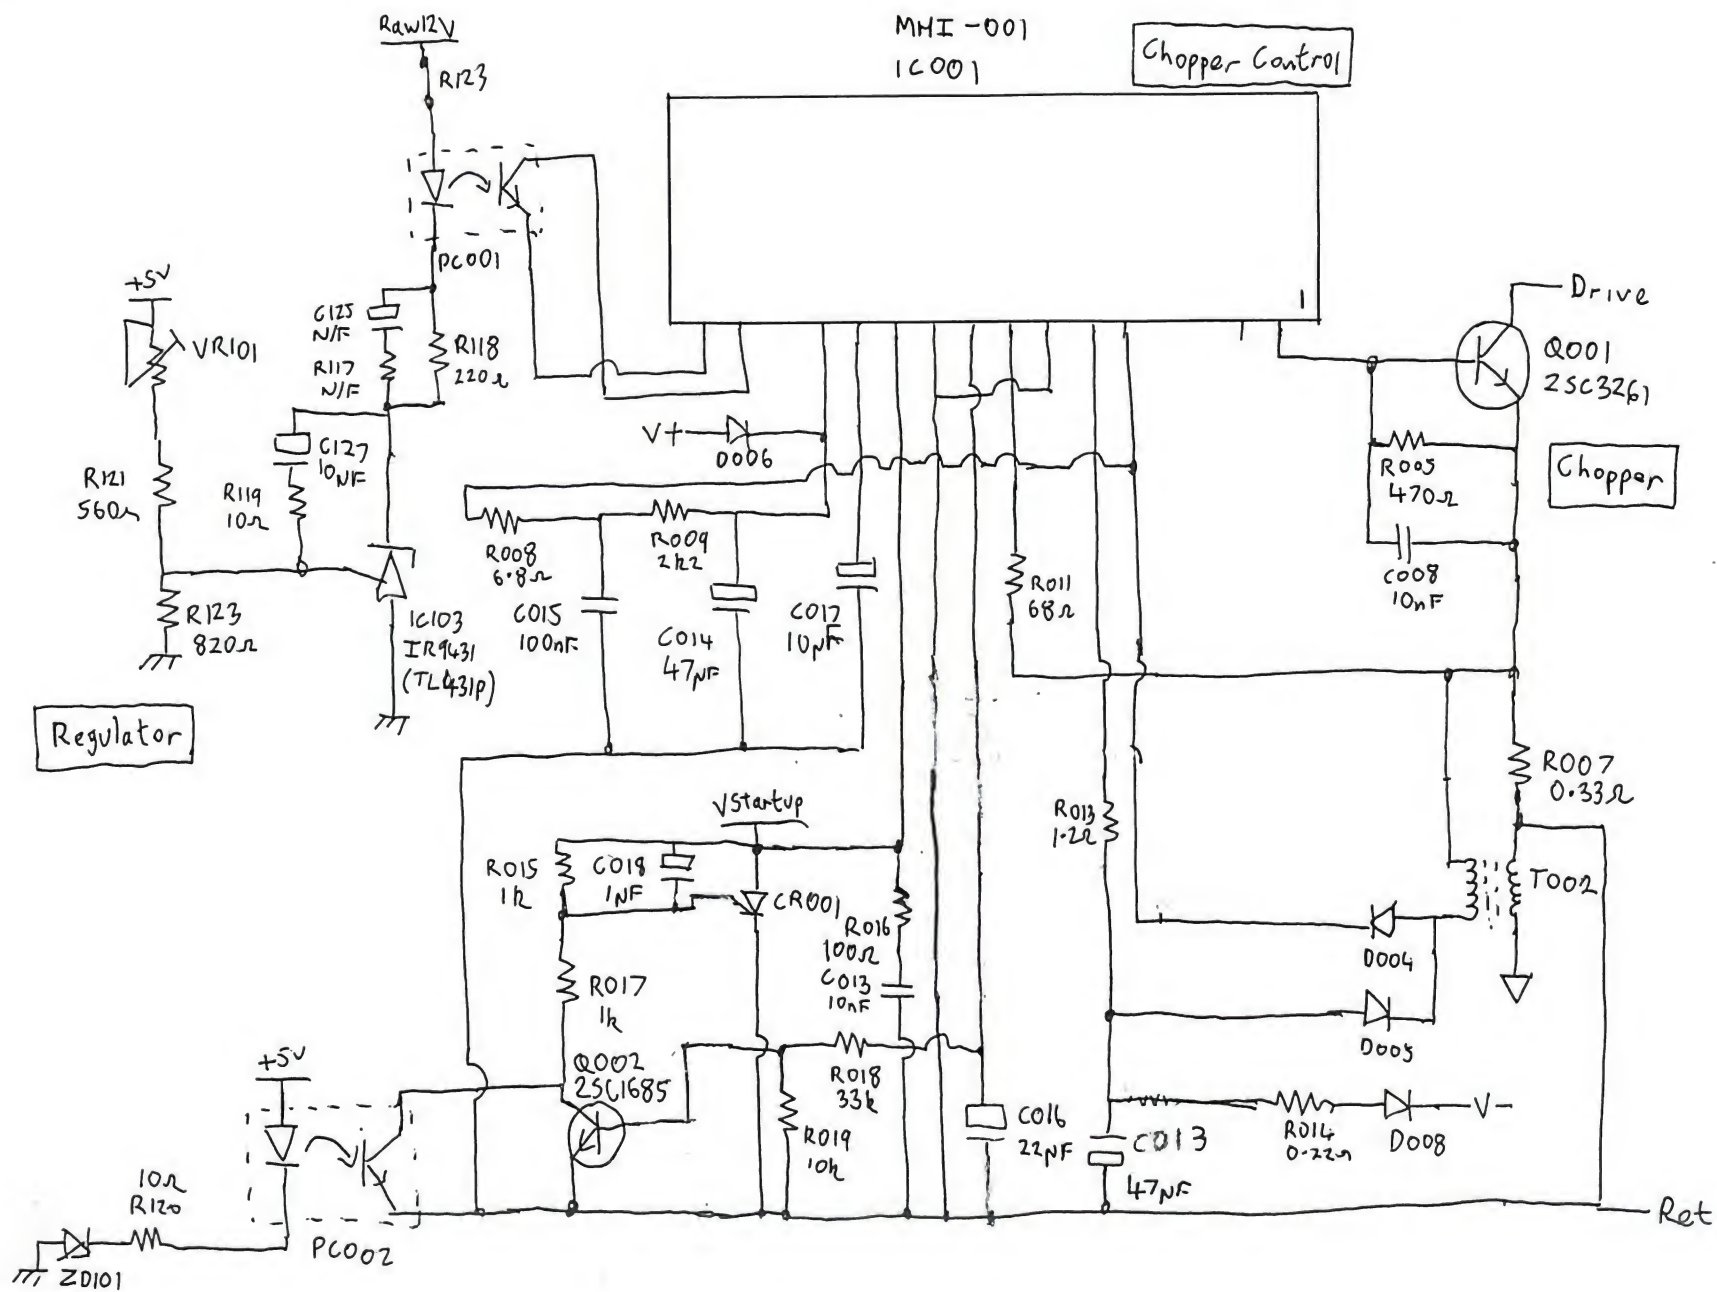 Raw12V
R123
MHI-001
IC001
Chopper Control
PC001
+5V
VR101
C125
N/F
R117
N/F
R118
220Ω
1
Drive
Q001
2SC3261
C127
10µF
R119
10Ω
R121
560Ω
V+
D006
R005
470Ω
Chopper
R008
6.8Ω
R009
2k2
C008
10nF
R011
68Ω
R123
820Ω
IC103
IR9431
(TL431P)
C015
100nF
C014
47µF
C017
10µF
Regulator
R007
0.33Ω
VStartup
R013
1.2Ω
R015
1k
C018
1µF
CR001
T002
R016
100Ω
C013
10nF
D004
R017
1k
D005
+5V
Q002
2SC1685
R018
33k
R019
10k
C016
22µF
C013
47µF
R014
0.22Ω
D008
V-
10Ω
R120
PC002
ZD101
Ret